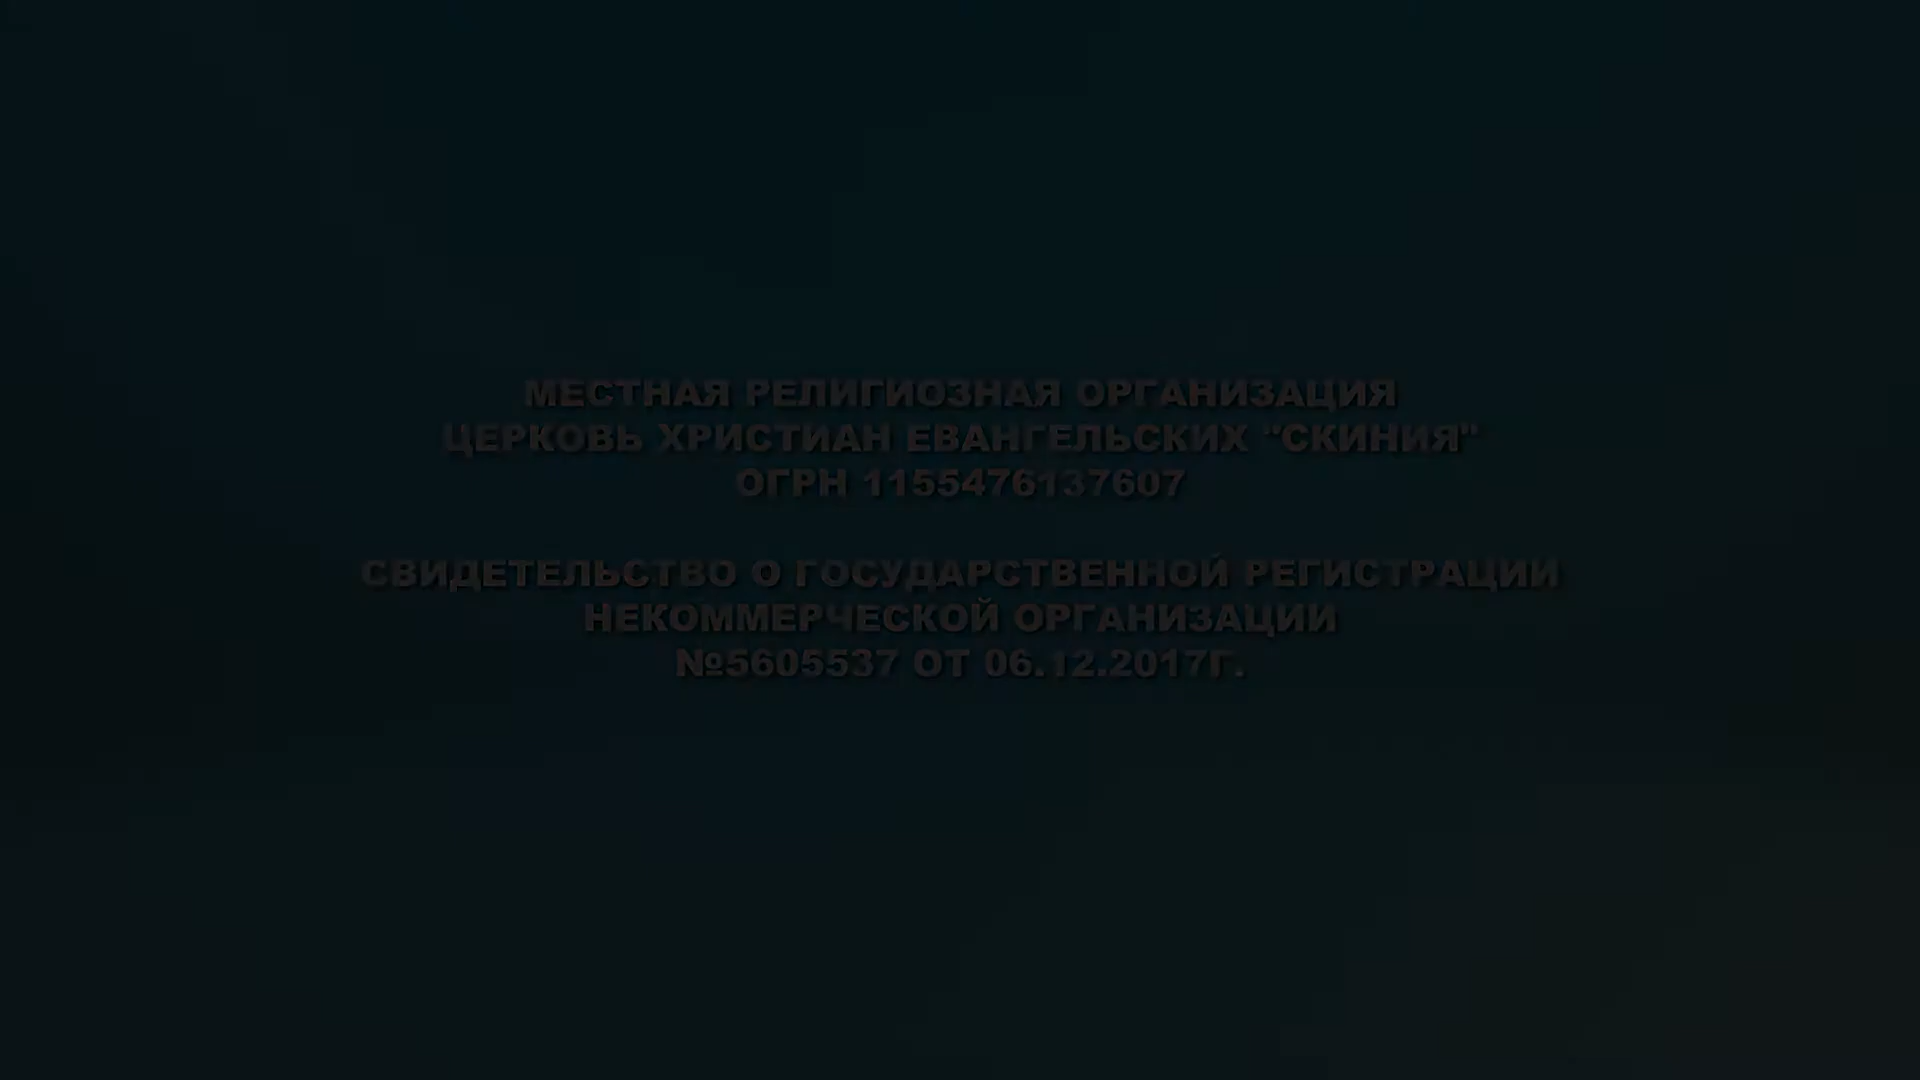 МЕСТНАЯ РЕЛИГИОЗНАЯ ОРГАНИЗАЦИЯ
ЦЕРКОВЬ ХРИСТИАН ЕВАНГЕЛЬСКИХ "СКИНИЯ"
ОГРН 1155476137607
СВИДЕТЕЛЬСТВО О ГОСУДАРСТВЕННОЙ РЕГИСТРАЦИИ
НЕКОММЕРЧЕСКОЙ ОРГАНИЗАЦИИ
№5605537 ОТ 06.12.2017Г.